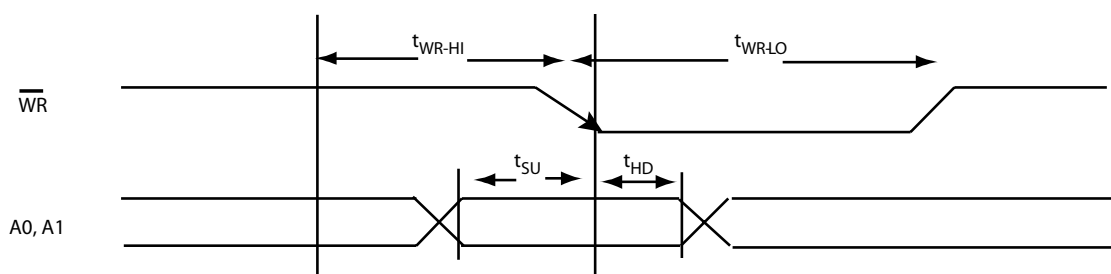 tWR-HI
tWR-LO
WR
tSU
tHD
A0, A1